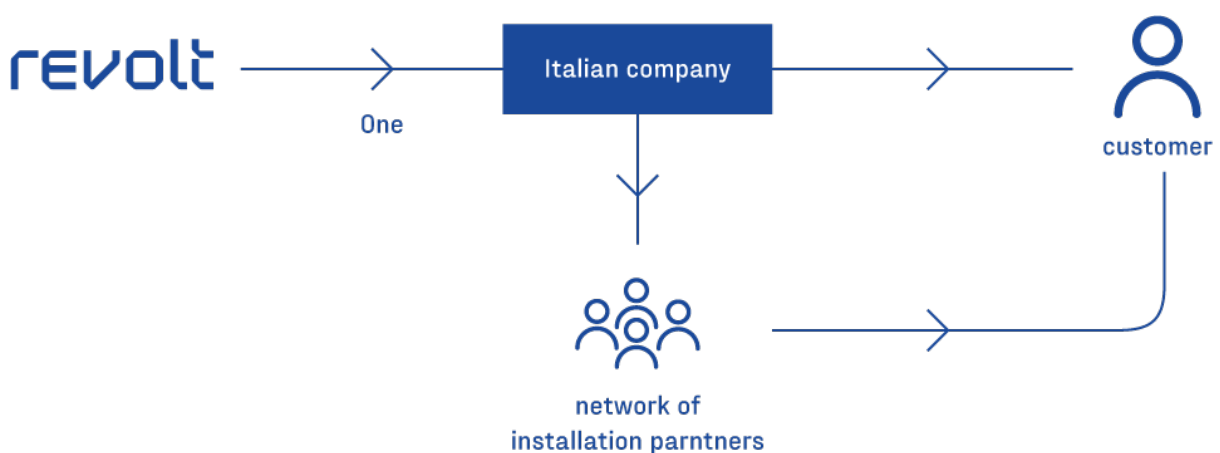 revolt
Italian company
One
customer
network of
installation parntners